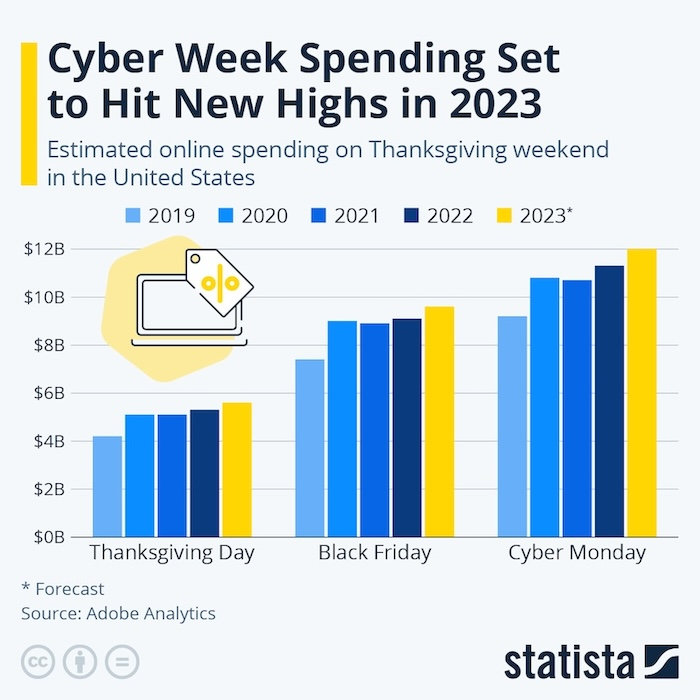 Cyber Week Spending Set
to Hit New Highs in 2023
Estimated online spending on Thanksgiving weekend
in the United States
2019 2020 2021 2022 2023*
$12B
%
$10B
$8B
$6B
$4B
$2B
$0B
Thanksgiving Day Black Friday Cyber Monday
* Forecast
Source: Adobe Analytics
cc = statista